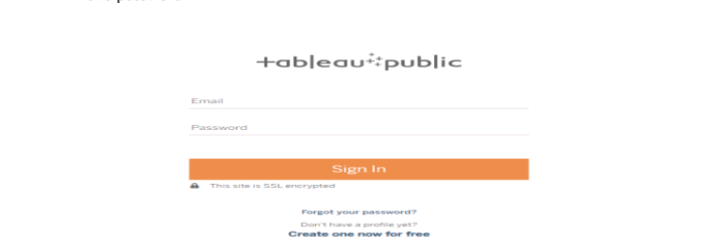 +ableau public
Email
Password
Sign In
This site is SSL encrypted
Forgot your password?
Don't have a profile yet?
Create one now for free